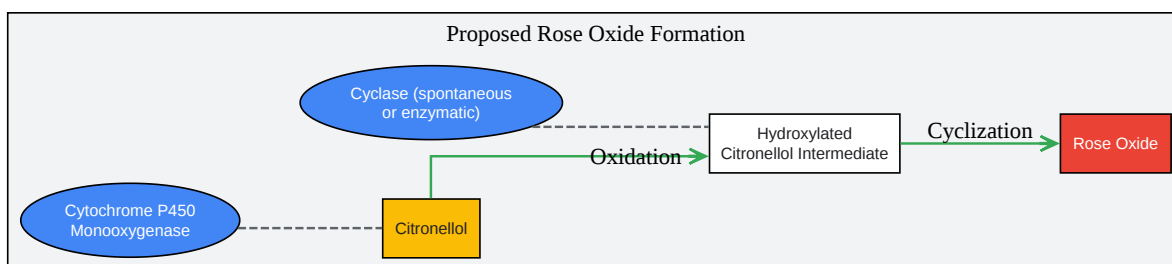 Proposed Rose Oxide Formation
Cyclase (spontaneous
or enzymatic)
Hydroxylated
Citronellol Intermediate
Cyclization
Rose Oxide
Oxidation
Cytochrome P450
Monooxygenase
Citronellol